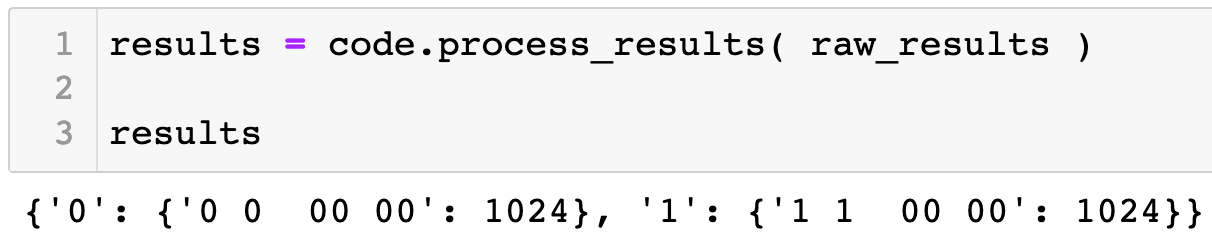 1 results = code.process_results( raw_results )
2
3 results
{'0': {'0 0  00 00': 1024}, '1': {'1 1  00 00': 1024}}